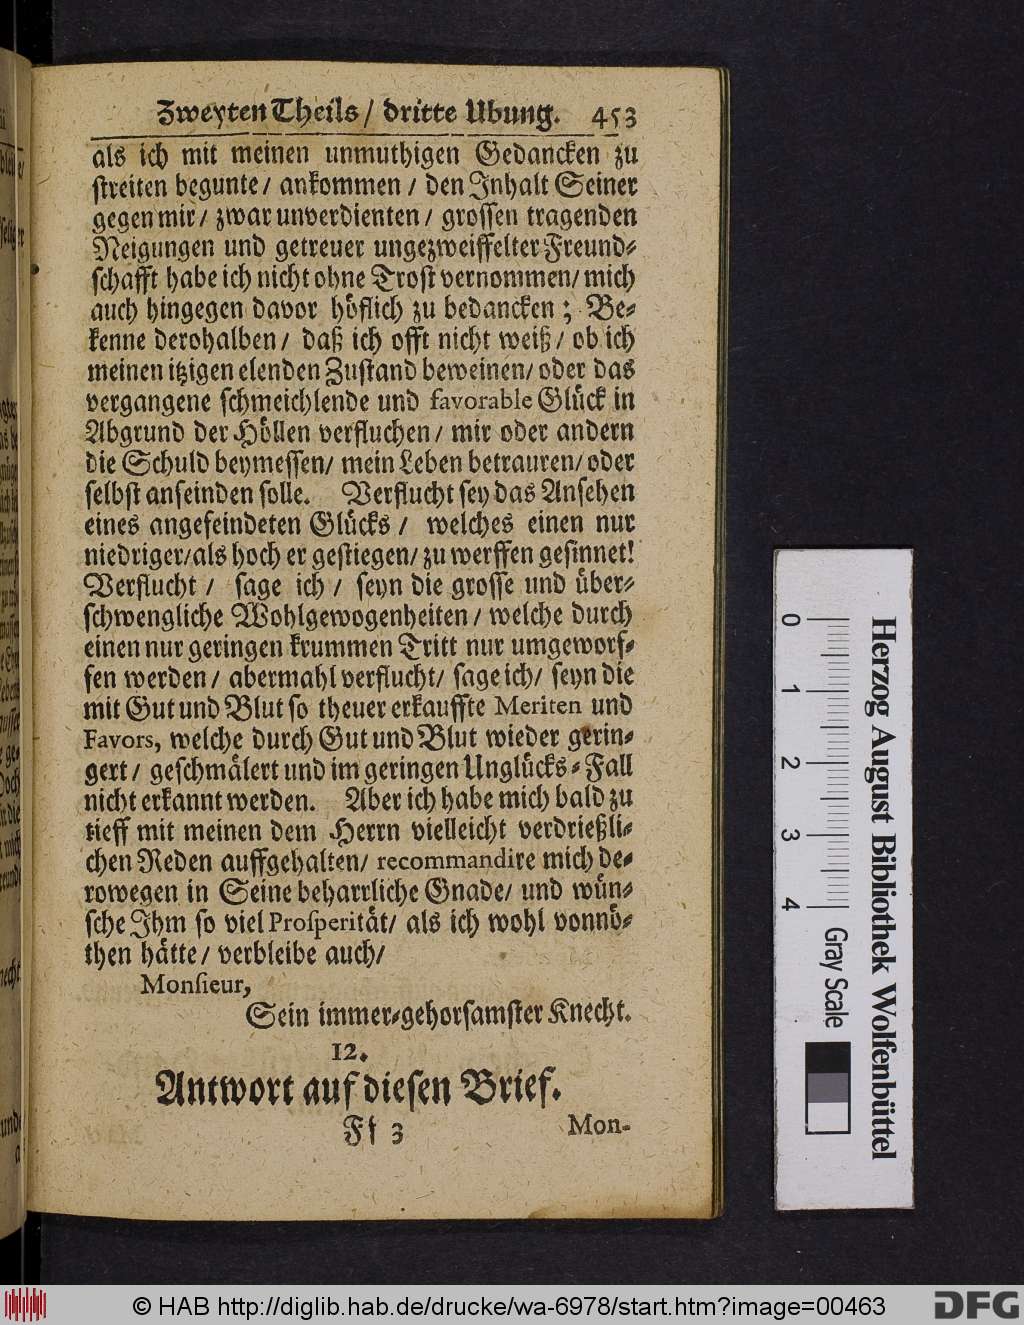 Zweyten Theils / dritte Ubung. 453
als ich mit meinen unmuthigen Gedancken zu
streiten begunte / ankommen / den Inhalt Seiner
gegen mir / zwar unverdienten / grossen tragenden
Neigungen und getreuer ungezweiffelter Freund-
schafft habe ich nicht ohne Trost vernommen / mich
auch hingegen davor höflich zu bedancken ; Be-
kenne derohalben / daß ich offt nicht weiß / ob ich
meinen itzigen elenden Zustand beweinen / oder das
vergangene schmeichlende und favorable Glück in
Abgrund der Höllen verfluchen / mir oder andern
die Schuld beymessen / mein Leben betrauren / oder
selbst anfeinden solle. Verflucht sey das Ansehen
eines angefeindeten Glücks / welches einen nur
niedriger / als hoch er gestiegen / zu werffen gesinnet!
Verflucht / sage ich / seyn die grosse und über-
schwengliche Wohlgewogenheiten / welche durch
einen nur geringen krummen Tritt nur umgeworf-
fen werden / abermahl verflucht / sage ich / seyn die
mit Gut und Blut so theuer erkauffte Meriten und
Favors, welche durch Gut und Blut wieder gerin-
gert / geschmälert und im geringen Unglücks-Fall
nicht erkannt werden. Aber ich habe mich bald zu
tieff mit meinen dem Herrn vielleicht verdrießli-
chen Reden auffgehalten / recommandire mich de-
rowegen in Seine beharrliche Gnade / und wün-
sche Ihm so viel Prosperität / als ich wohl vonnö-
then hätte / verbleibe auch /
Monsieur,
Sein immer-gehorsamster Knecht.
12.
Antwort auf diesen Brief.
Ff 3 Mon-
0 1 2 3 4
Gray Scale
Herzog August Bibliothek Wolfenbüttel
© HAB http://diglib.hab.de/drucke/wa-6978/start.htm?image=00463
DFG